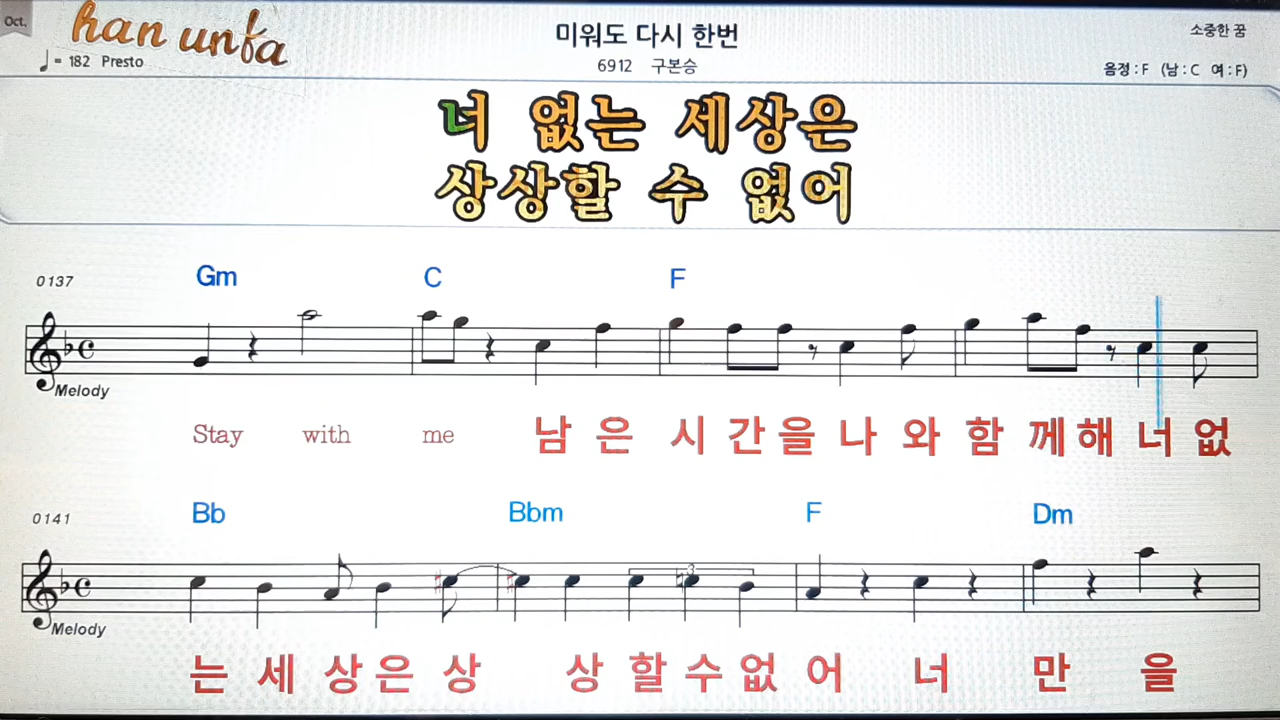 Oct.
han unfa
미워도 다시 한번
소중한 꿈
♩ = 182 Presto
6912 구본승
음정 : F (남 : C 여 : F)
너 없는 세상은
상상할 수 없어
0137 Gm C F
Melody
Stay with me 남 은 시 간 을 나 와 함 께 해 너 없
0141 Bb Bbm F Dm
3
Melody
는 세 상 은 상 상 할 수 없 어 너 만 을